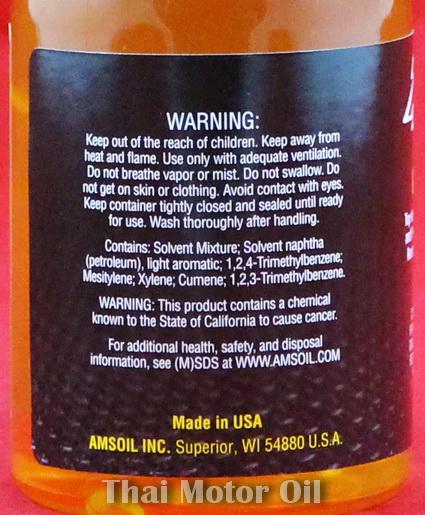 WARNING:
Keep out of the reach of children. Keep away from
heat and flame. Use only with adequate ventilation.
Do not breathe vapor or mist. Do not swallow. Do
not get on skin or clothing. Avoid contact with eyes.
Keep container tightly closed and sealed until ready
for use. Wash thoroughly after handling.
Contains: Solvent Mixture; Solvent naphtha
(petroleum), light aromatic; 1,2,4-Trimethylbenzene;
Mesitylene; Xylene; Cumene; 1,2,3-Trimethylbenzene.
WARNING: This product contains a chemical
known to the State of California to cause cancer.
For additional health, safety, and disposal
information, see (M)SDS at WWW.AMSOIL.COM
Made in USA
AMSOIL INC. Superior, WI 54880 U.S.A.
Thai Motor Oil